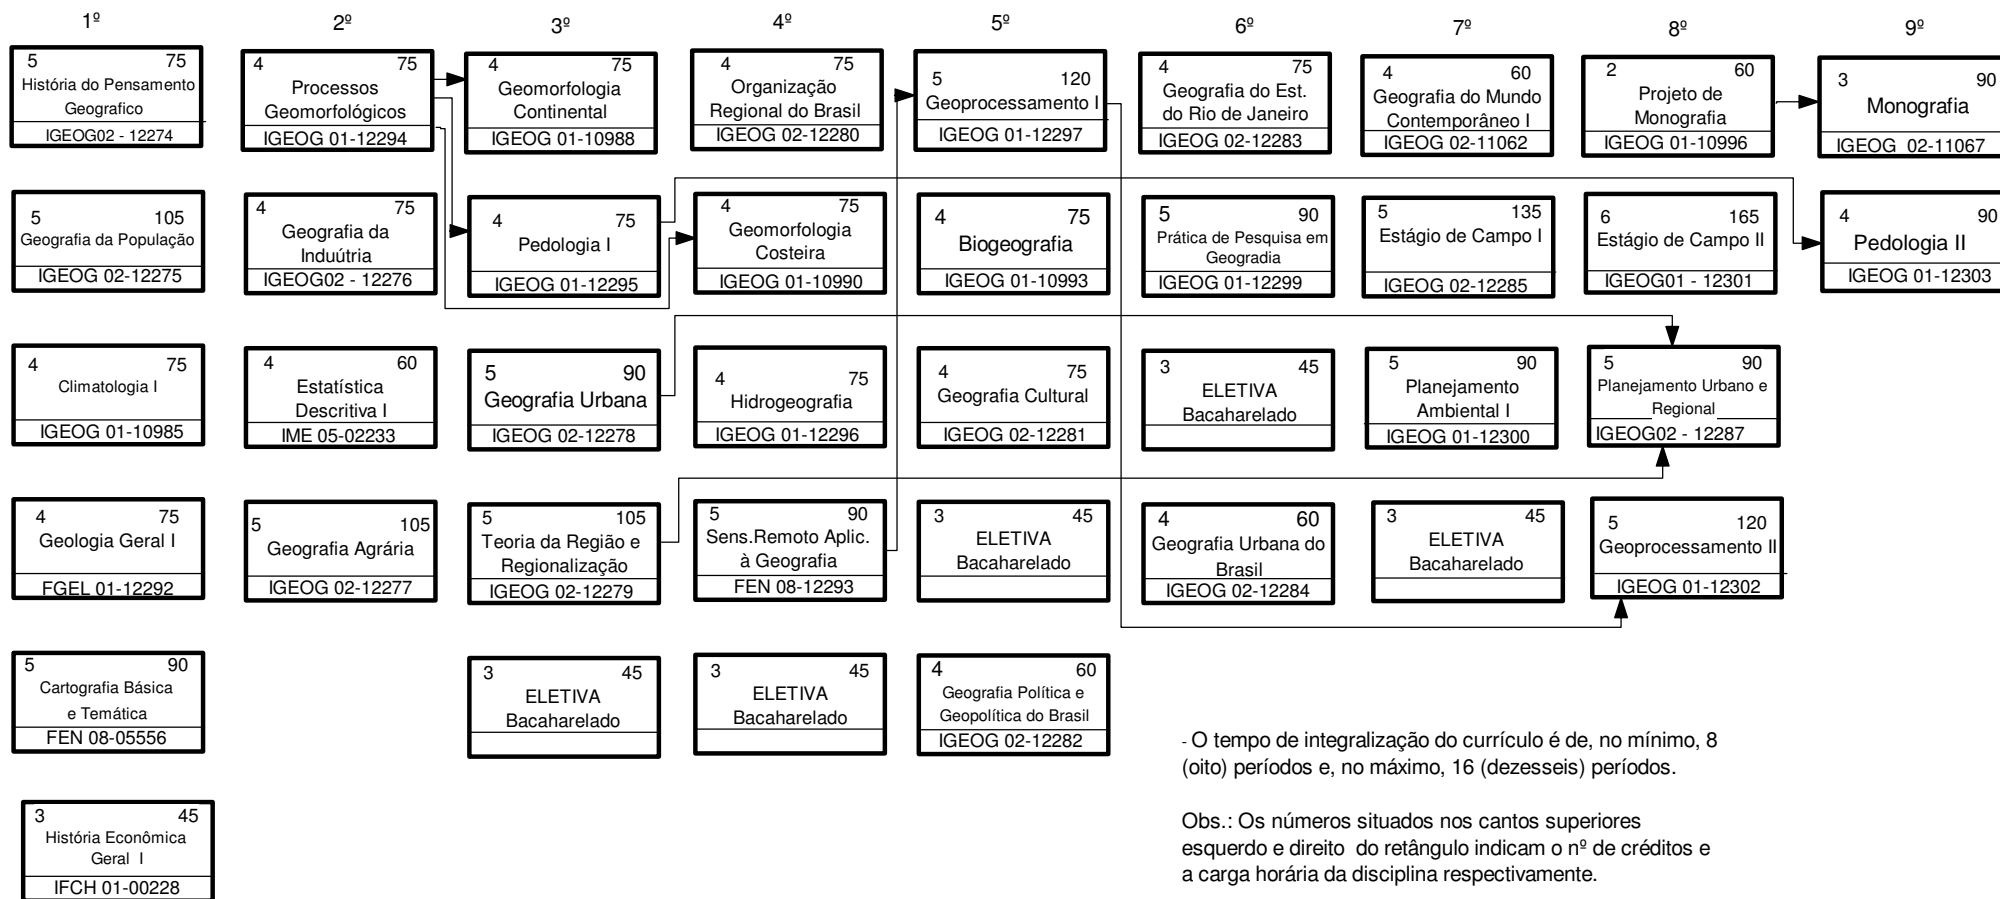 1º 2º 3º 4º 5º 6º 7º 8º 9º
5 75
História do Pensamento
Geografico
IGEOG02 - 12274
4 75
Processos
Geomorfológicos
IGEOG 01-12294
4 75
Geomorfologia
Continental
IGEOG 01-10988
4 75
Organização
Regional do Brasil
IGEOG 02-12280
5 120
Geoprocessamento I
IGEOG 01-12297
4 75
Geografia do Est.
do Rio de Janeiro
IGEOG 02-12283
4 60
Geografia do Mundo
Contemporâneo I
IGEOG 02-11062
2 60
Projeto de
Monografia
IGEOG 01-10996
3 90
Monografia
IGEOG 02-11067
5 105
Geografia da População
IGEOG 02-12275
4 75
Geografia da
Induútria
IGEOG02 - 12276
4 75
Pedologia I
IGEOG 01-12295
4 75
Geomorfologia
Costeira
IGEOG 01-10990
4 75
Biogeografia
IGEOG 01-10993
5 90
Prática de Pesquisa em
Geogradia
IGEOG 01-12299
5 135
Estágio de Campo I
IGEOG 02-12285
6 165
Estágio de Campo II
IGEOG01 - 12301
4 90
Pedologia II
IGEOG 01-12303
4 75
Climatologia I
IGEOG 01-10985
4 60
Estatística
Descritiva I
IME 05-02233
5 90
Geografia Urbana
IGEOG 02-12278
4 75
Hidrogeografia
IGEOG 01-12296
4 75
Geografia Cultural
IGEOG 02-12281
3 45
ELETIVA
Bacaharelado
5 90
Planejamento
Ambiental I
IGEOG 01-12300
5 90
Planejamento Urbano e
Regional
IGEOG02 - 12287
4 75
Geologia Geral I
FGEL 01-12292
5 105
Geografia Agrária
IGEOG 02-12277
5 105
Teoria da Região e
Regionalização
IGEOG 02-12279
5 90
Sens.Remoto Aplic.
à Geografia
FEN 08-12293
3 45
ELETIVA
Bacaharelado
4 60
Geografia Urbana do
Brasil
IGEOG 02-12284
3 45
ELETIVA
Bacaharelado
5 120
Geoprocessamento II
IGEOG 01-12302
5 90
Cartografia Básica
e Temática
FEN 08-05556
3 45
ELETIVA
Bacaharelado
3 45
ELETIVA
Bacaharelado
4 60
Geografia Política e
Geopolítica do Brasil
IGEOG 02-12282
3 45
História Econômica
Geral I
IFCH 01-00228
- O tempo de integralização do currículo é de, no mínimo, 8
(oito) períodos e, no máximo, 16 (dezesseis) períodos.
Obs.: Os números situados nos cantos superiores
esquerdo e direito do retângulo indicam o nº de créditos e
a carga horária da disciplina respectivamente.